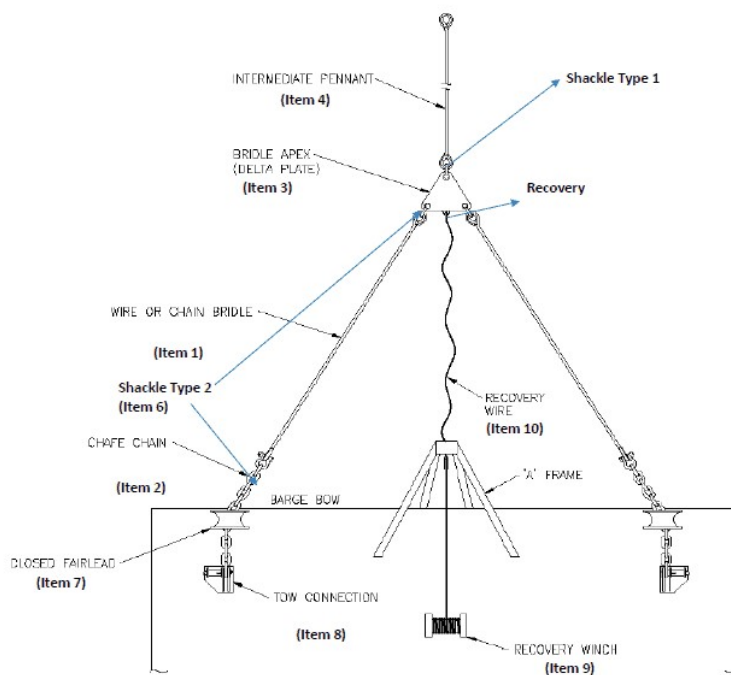 INTERMEDIATE PENNANT
(Item 4)
Shackle Type 1
BRIDLE APEX
(DELTA PLATE)
(Item 3)
Recovery
WIRE OR CHAIN BRIDLE
(Item 1)
Shackle Type 2
(Item 6)
RECOVERY
WIRE
(Item 10)
CHAFE CHAIN
(Item 2)
'A' FRAME
BARGE BOW
CLOSED FAIRLEAD
(Item 7)
TOW CONNECTION
(Item 8)
RECOVERY WINCH
(Item 9)